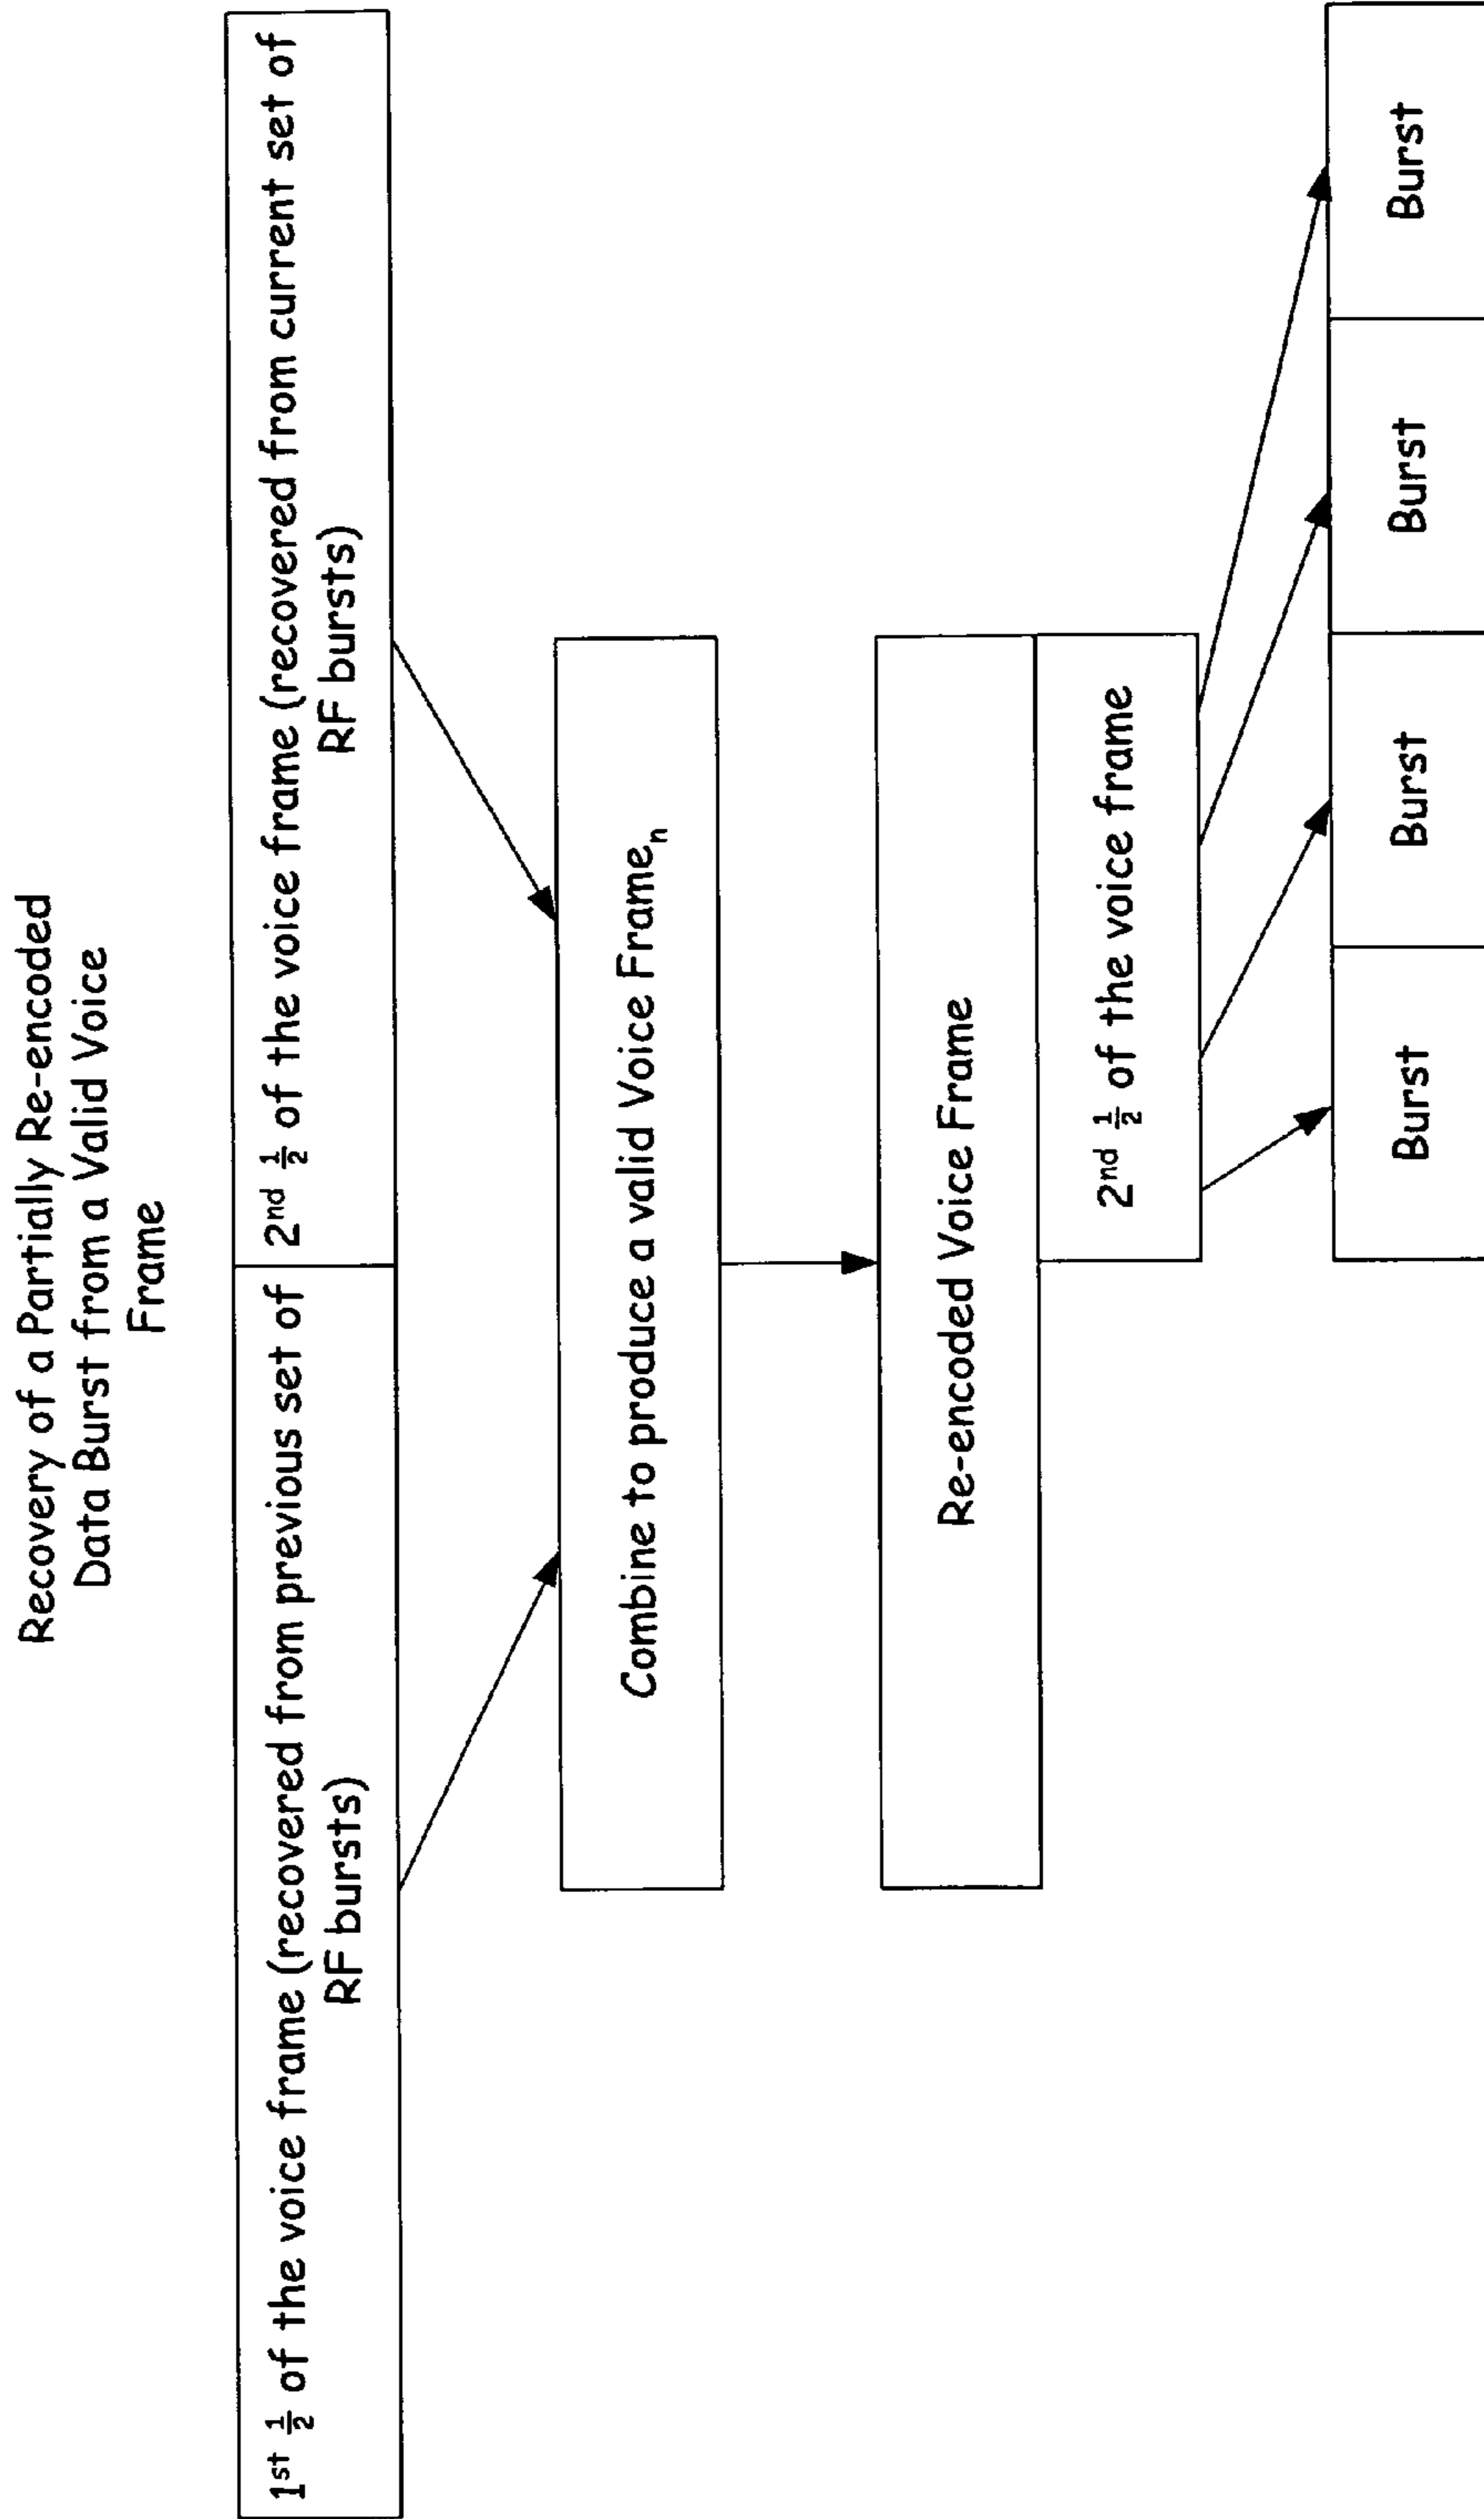 Recovery of a Partially Re-encoded
Data Burst from a Valid Voice
Frame
1st ½ of the voice frame (recovered from previous set of
RF bursts)
2nd ½ of the voice frame (recovered from current set of
RF bursts)
Combine to produce a valid Voice Frameₙ
Re-encoded Voice Frame
2nd ½ of the voice frame
Burst
Burst
Burst
Burst